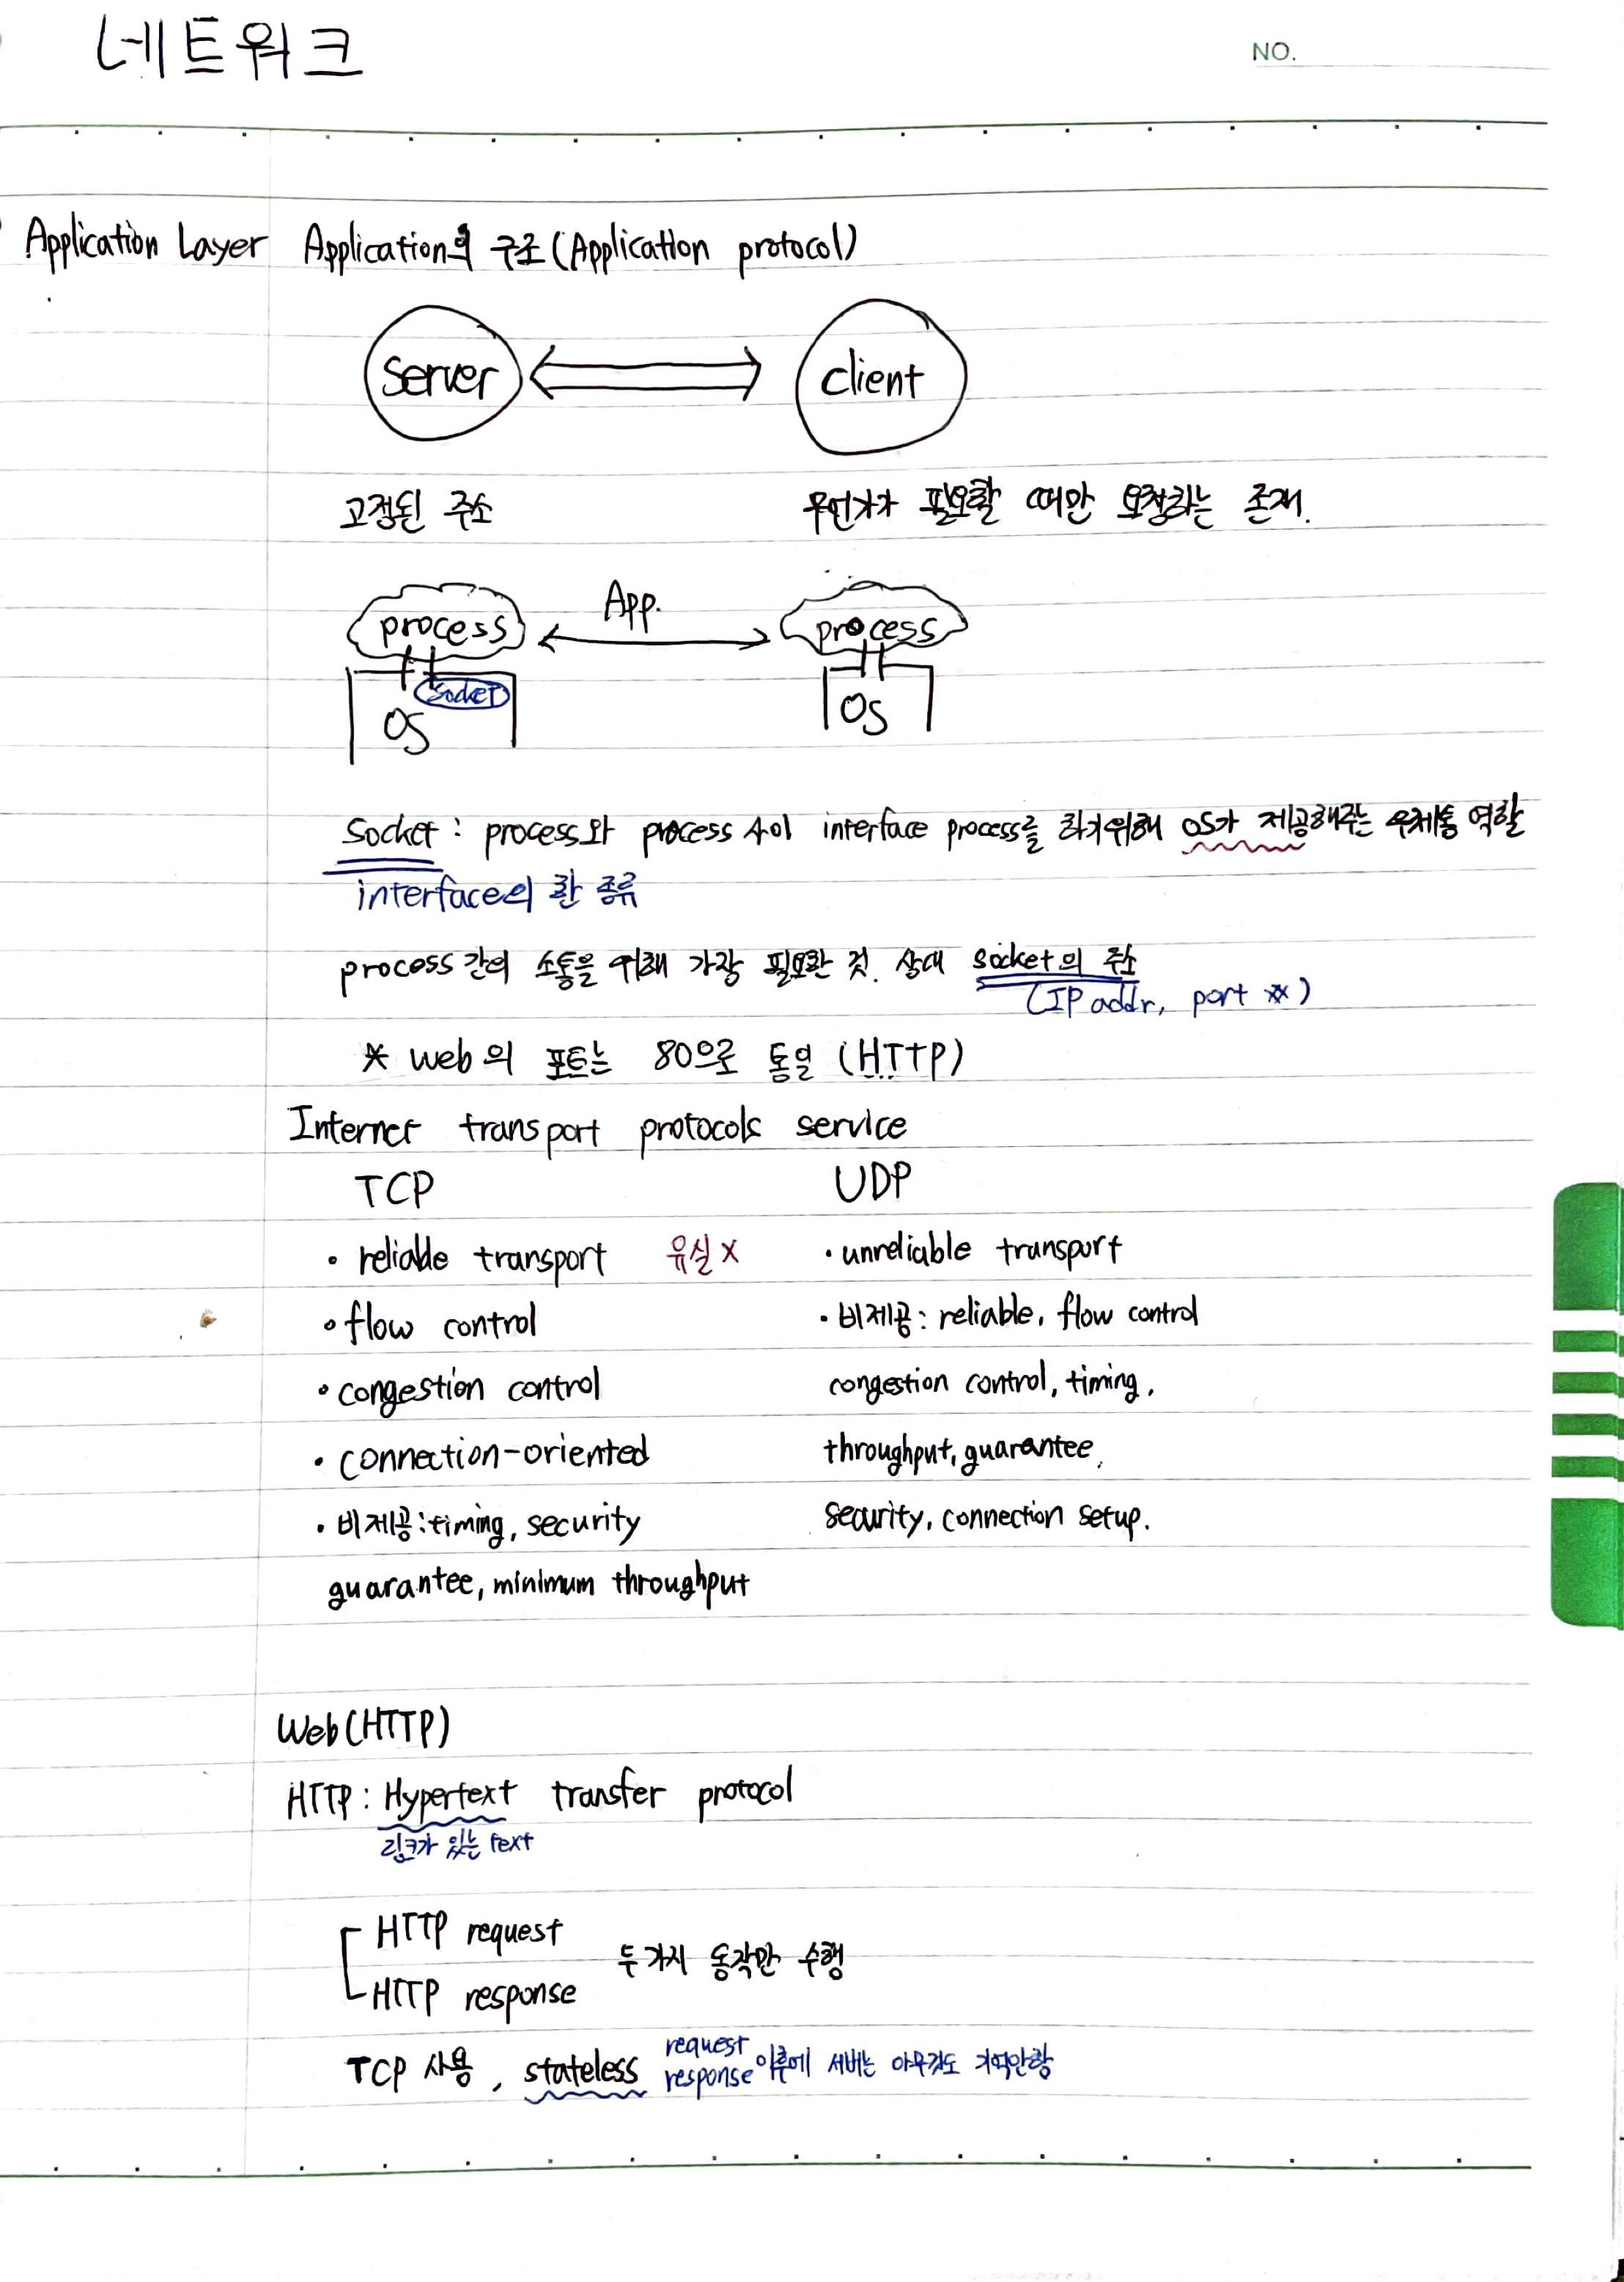 네트워크
NO.
Application Layer
Application의 구조 (Application protocol)
Server
client
고정된 주소
무언가가 필요할 때만 요청하는 존재.
process
App.
process
socket
OS
OS
Socket : process와 process 사이 interface process를 하기위해 OS가 제공해주는 우체통 역할
interface의 한 종류
process 간의 소통을 위해 가장 필요한 것. 상대 socket의 주소
(IP addr, port #)
* web의 포트는 80으로 통일 (HTTP)
Internet transport protocols service
TCP
• reliable transport 유실 x
• flow control
• congestion control
• connection-oriented
• 비제공: timing, security
guarantee, minimum throughput
UDP
• unreliable transport
• 비제공: reliable, flow control
congestion control, timing,
throughput, guarantee,
security, connection setup.
Web (HTTP)
HTTP : Hypertext transfer protocol
링크가 있는 text
HTTP request
HTTP response
두가지 동작만 수행
TCP 사용, stateless request
response 이후에 서버는 아무것도 기억안함